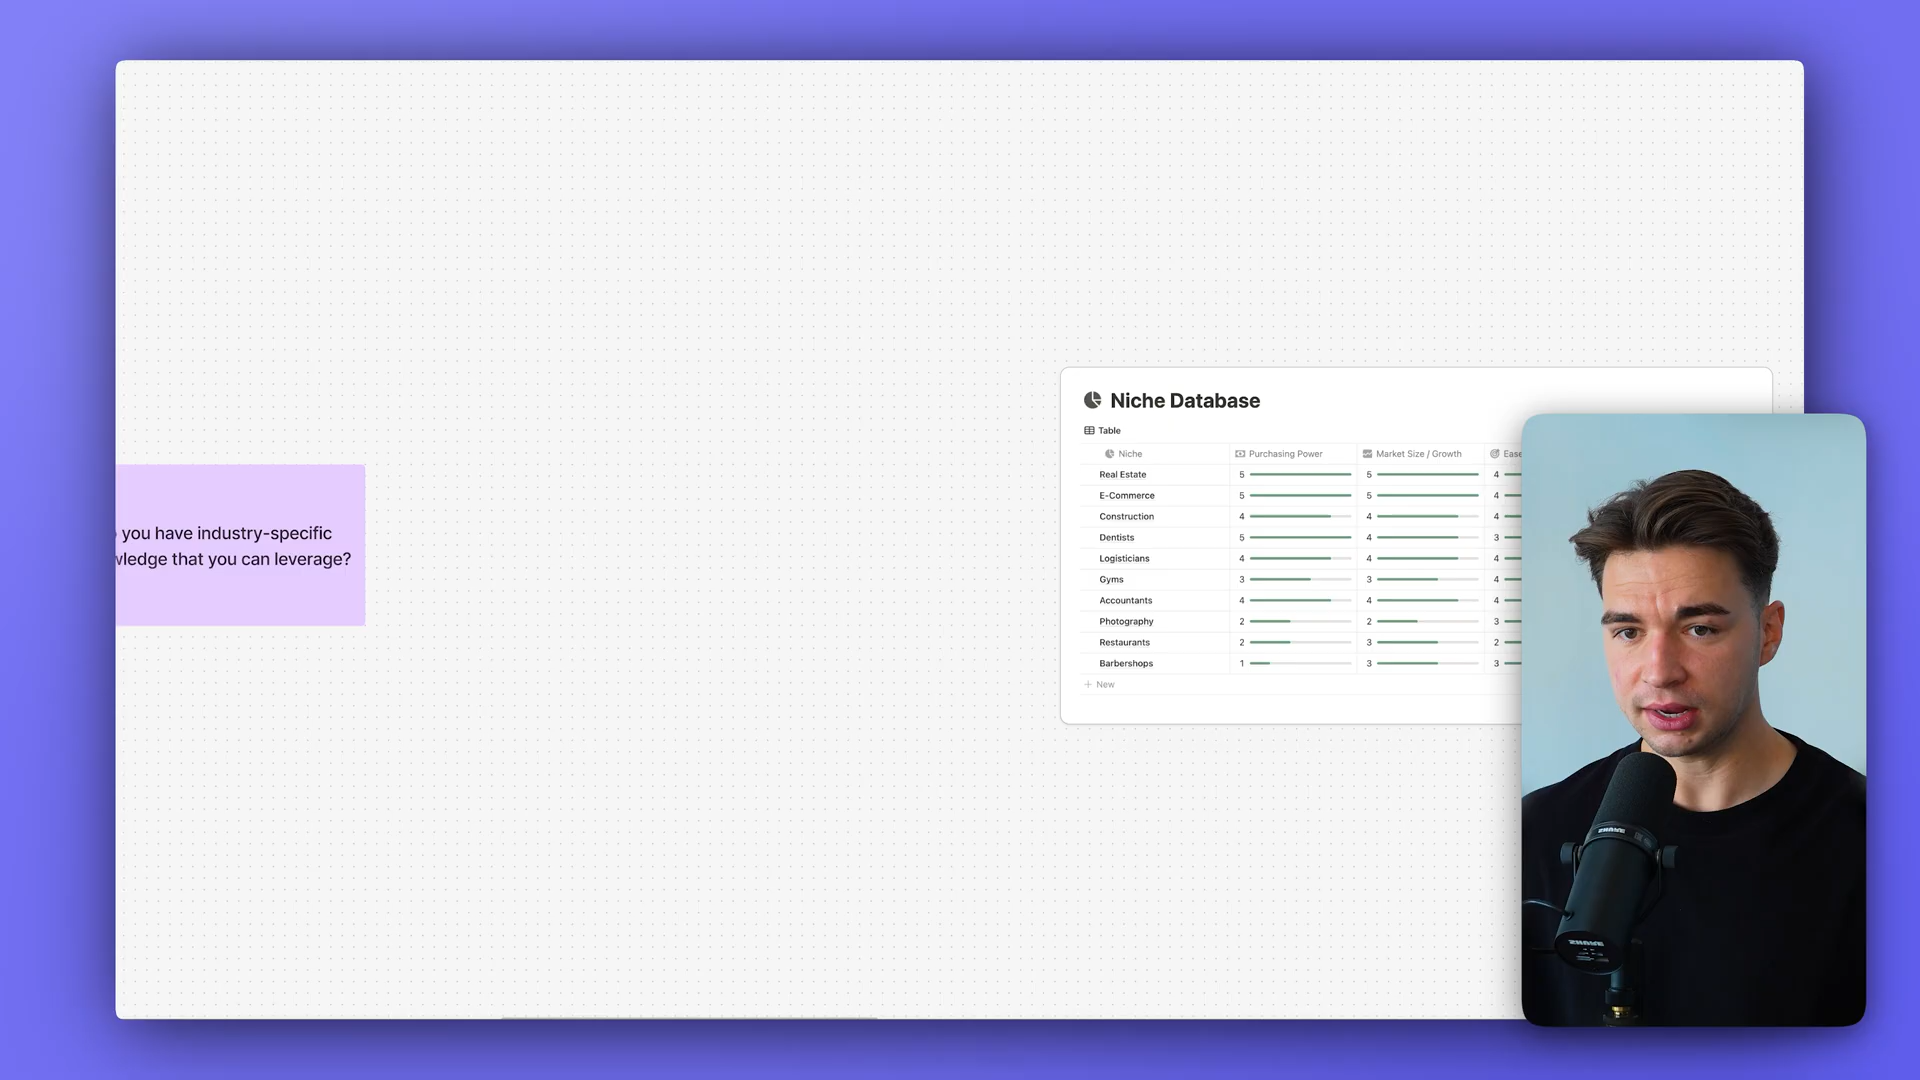 you have industry-specific
that you can leverage?
Niche Database
Table
Niche Purchasing Power Market Size / Growth Ease
Real Estate 5 5 4
E-Commerce 5 5 4
Construction 4 4 4
Dentists 5 4 3
Logisticians 4 4 4
Gyms 3 3 4
Accountants 4 4 4
Photography 2 2 3
Restaurants 2 3 2
Barbershops 1 3 3
+ New
SHURE
SHURE